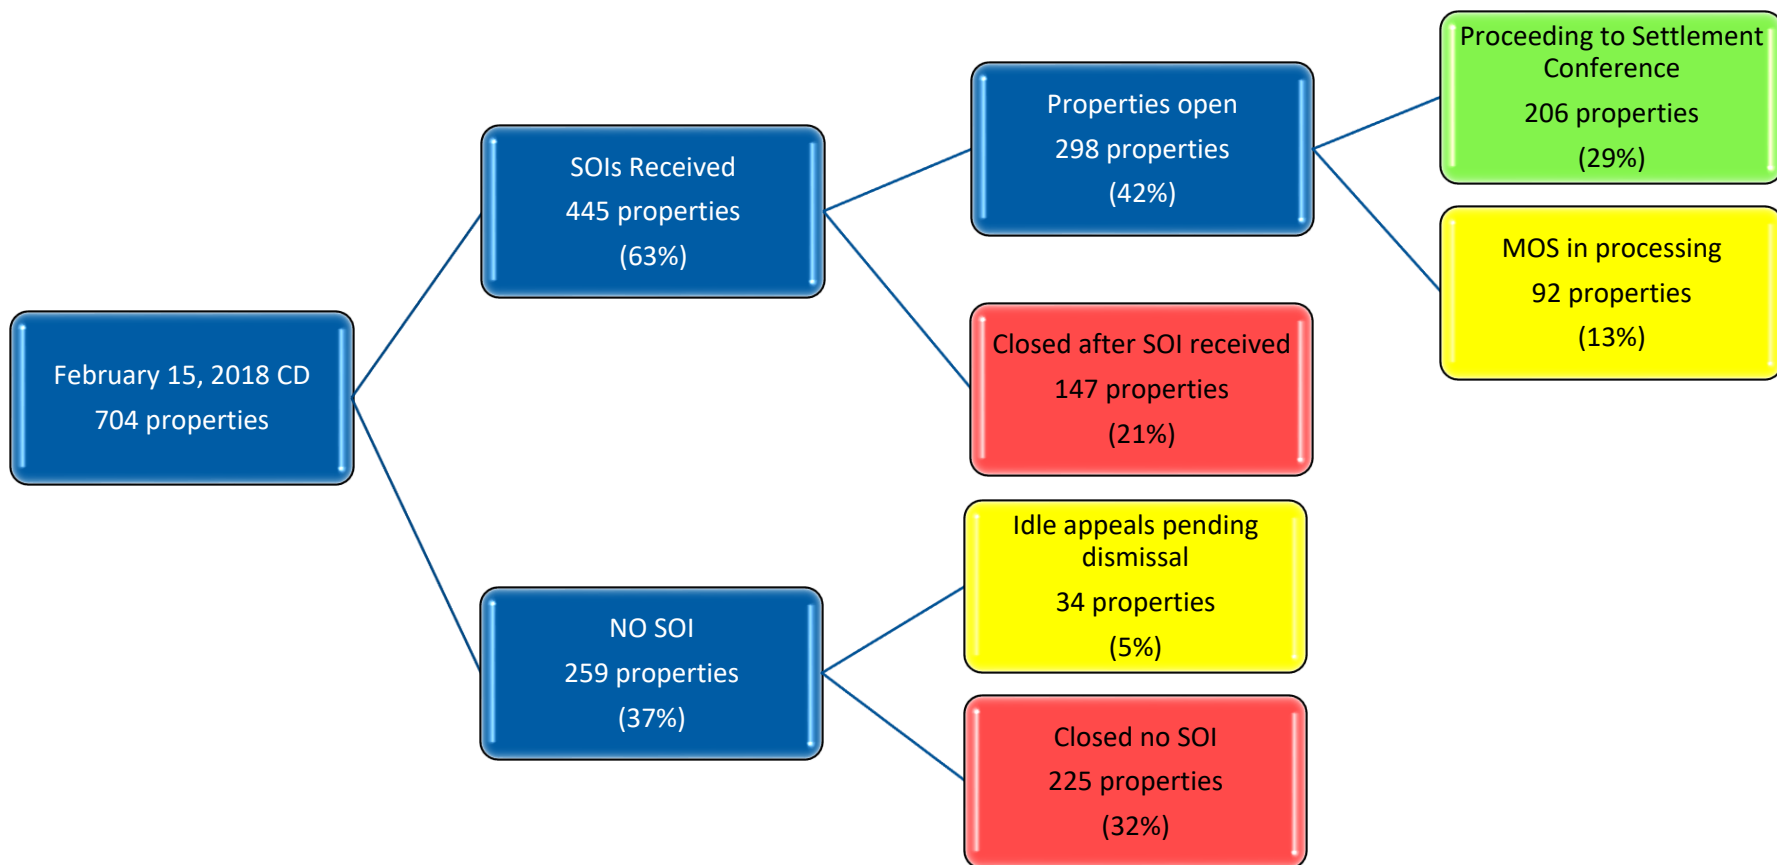 February 15, 2018 CD
704 properties
SOIs Received
445 properties
(63%)
Properties open
298 properties
(42%)
Proceeding to Settlement
Conference
206 properties
(29%)
MOS in processing
92 properties
(13%)
Closed after SOI received
147 properties
(21%)
NO SOI
259 properties
(37%)
Idle appeals pending
dismissal
34 properties
(5%)
Closed no SOI
225 properties
(32%)